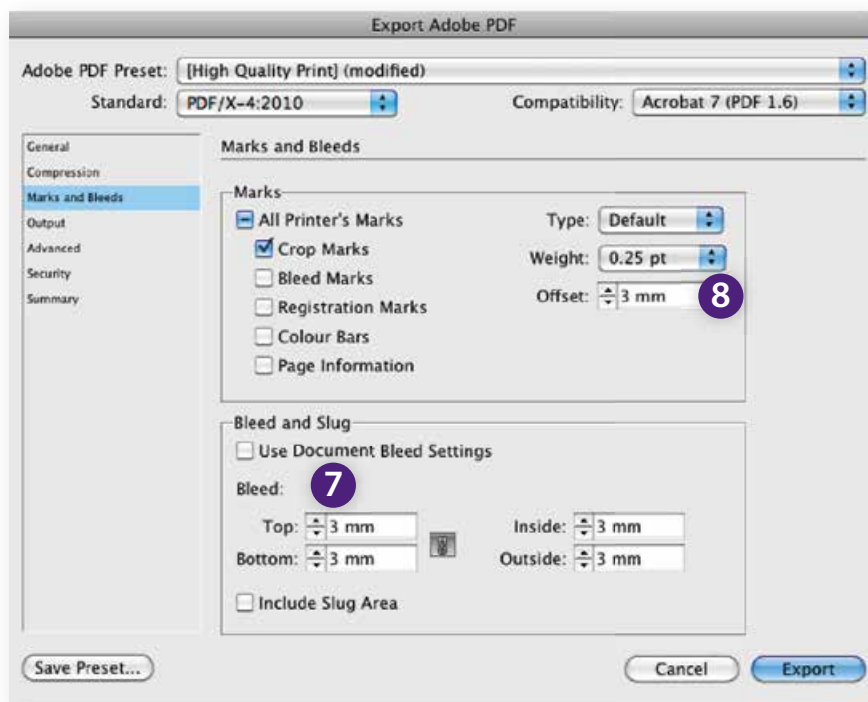 Export Adobe PDF
Adobe PDF Preset: [High Quality Print] (modified)
Standard: PDF/X-4:2010 Compatibility: Acrobat 7 (PDF 1.6)
General
Compression
Marks and Bleeds
Output
Advanced
Security
Summary
Marks and Bleeds
Marks
All Printer's Marks
Crop Marks
Bleed Marks
Registration Marks
Colour Bars
Page Information
Type: Default
Weight: 0.25 pt
Offset: 3 mm 8
Bleed and Slug
Use Document Bleed Settings
Bleed: 7
Top: 3 mm Inside: 3 mm
Bottom: 3 mm Outside: 3 mm
Include Slug Area
Save Preset... Cancel Export